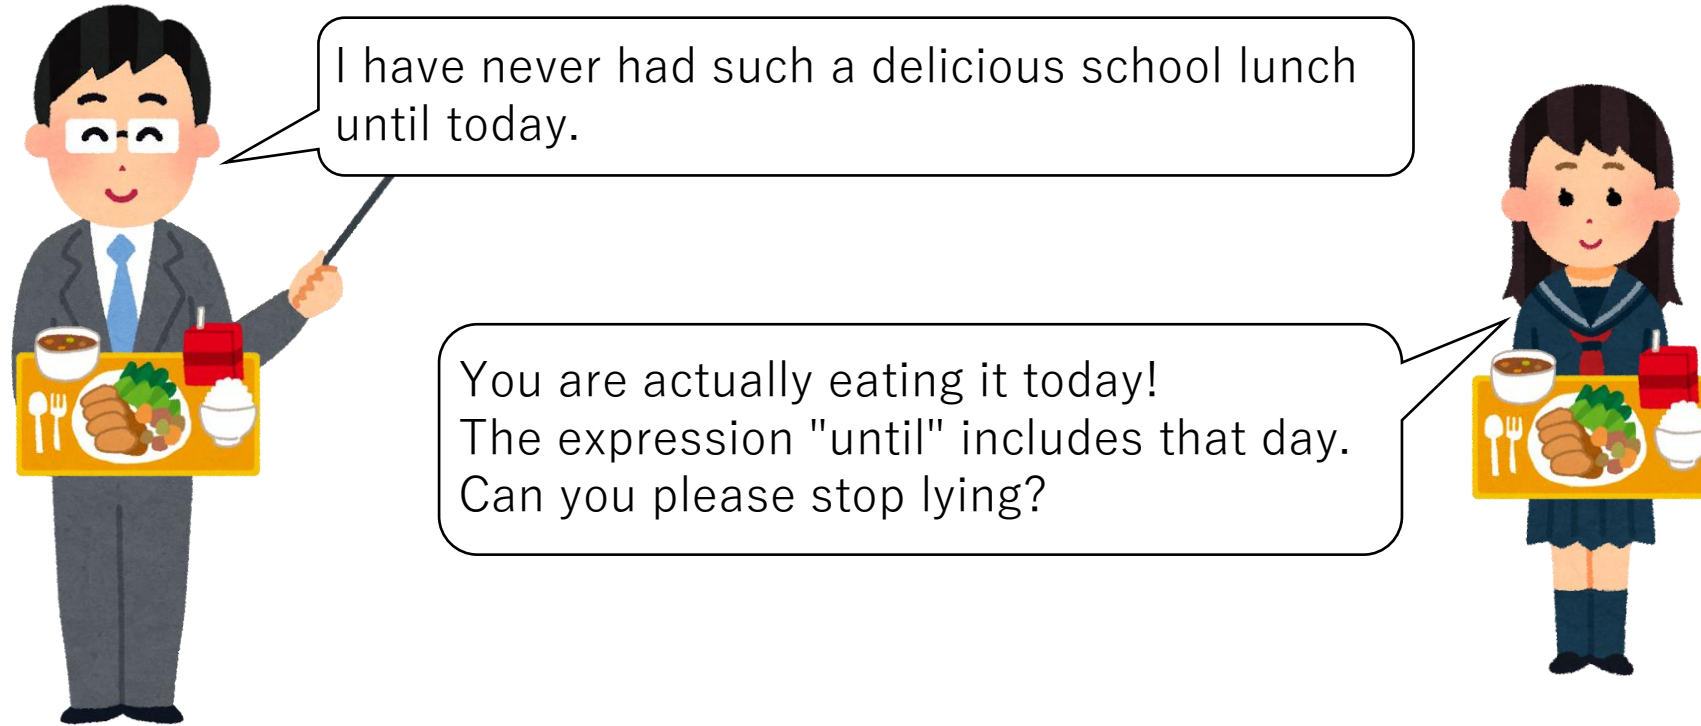 I have never had such a delicious school lunch
until today.
You are actually eating it today!
The expression "until" includes that day.
Can you please stop lying?